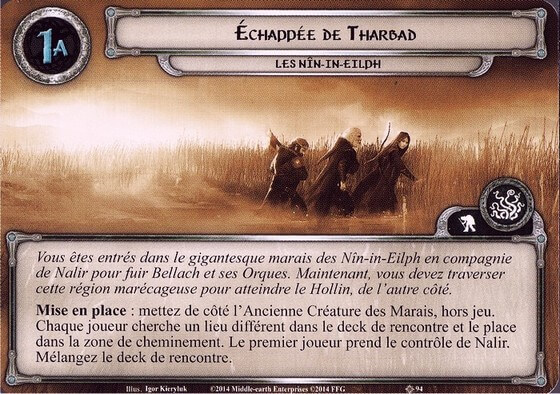 1A
Échappée de Tharbad
Les Nîn-in-Eilph
Vous êtes entrés dans le gigantesque marais des Nîn-in-Eilph en compagnie
de Nalir pour fuir Bellach et ses Orques. Maintenant, vous devez traverser
cette région marécageuse pour atteindre le Hollin, de l'autre côté.
Mise en place : mettez de côté l'Ancienne Créature des Marais, hors jeu.
Chaque joueur cherche un lieu différent dans le deck de rencontre et le place
dans la zone de cheminement. Le premier joueur prend le contrôle de Nalir.
Mélangez le deck de rencontre.
Illus. Igor Kieryluk ©2014 Middle-earth Enterprises ©2014 FFG 94